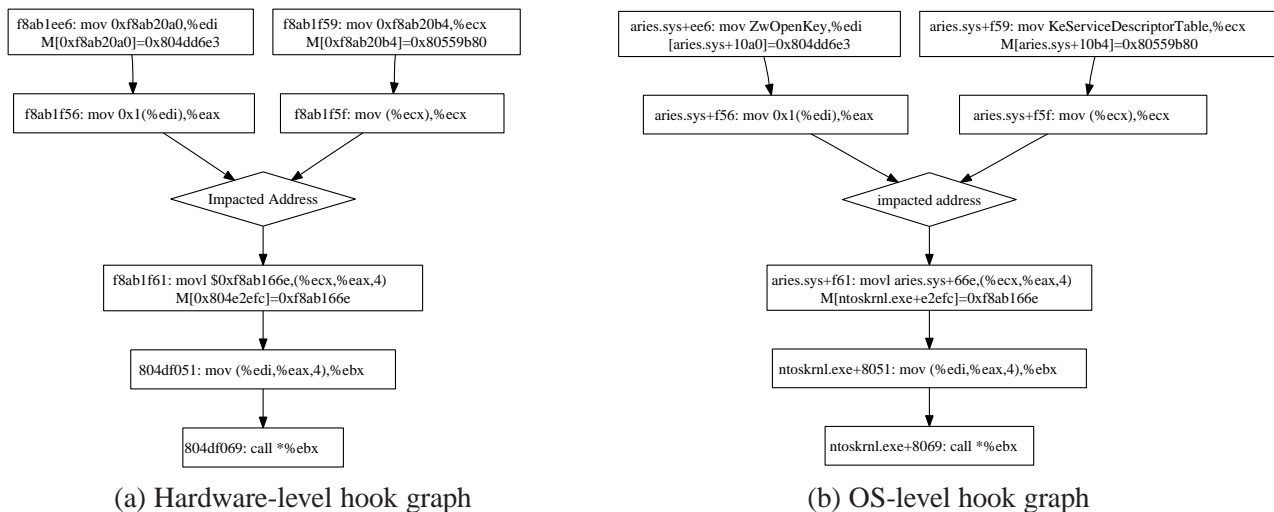 f8ab1ee6: mov 0xf8ab20a0,%edi
M[0xf8ab20a0]=0x804dd6e3
f8ab1f59: mov 0xf8ab20b4,%ecx
M[0xf8ab20b4]=0x80559b80
f8ab1f56: mov 0x1(%edi),%eax
f8ab1f5f: mov (%ecx),%ecx
Impacted Address
f8ab1f61: movl $0xf8ab166e,(%ecx,%eax,4)
M[0x804e2efc]=0xf8ab166e
804df051: mov (%edi,%eax,4),%ebx
804df069: call *%ebx
(a) Hardware-level hook graph
aries.sys+ee6: mov ZwOpenKey,%edi
[aries.sys+10a0]=0x804dd6e3
aries.sys+f59: mov KeServiceDescriptorTable,%ecx
M[aries.sys+10b4]=0x80559b80
aries.sys+f56: mov 0x1(%edi),%eax
aries.sys+f5f: mov (%ecx),%ecx
impacted address
aries.sys+f61: movl aries.sys+66e,(%ecx,%eax,4)
M[ntoskrnl.exe+e2efc]=0xf8ab166e
ntoskrnl.exe+8051: mov (%edi,%eax,4),%ebx
ntoskrnl.exe+8069: call *%ebx
(b) OS-level hook graph